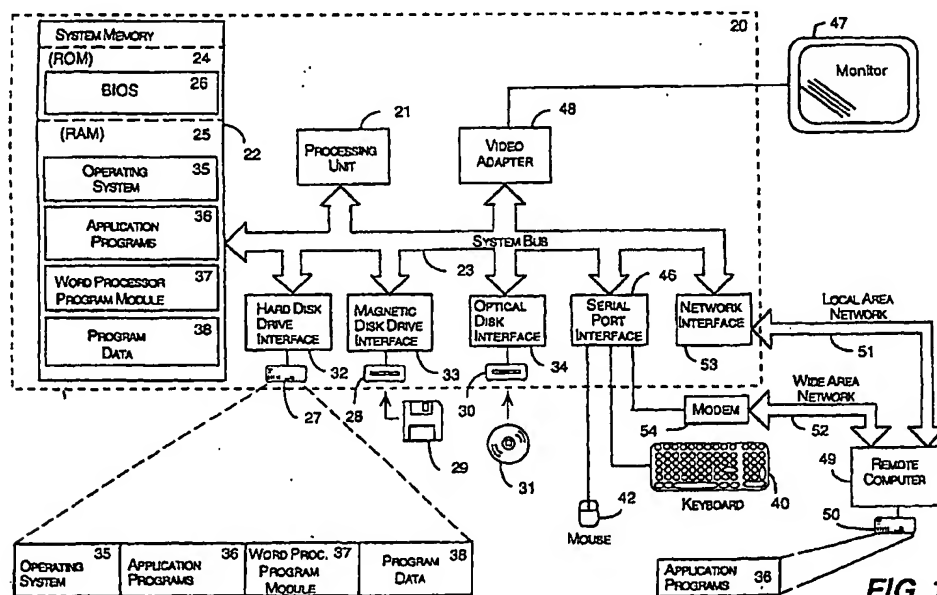 SYSTEM MEMORY
(ROM) 24
BIOS 26
(RAM) 25
22
OPERATING 35
SYSTEM
APPLICATION 36
PROGRAMS
WORD PROCESSOR 37
PROGRAM MODULE
PROGRAM 38
DATA
20
21
PROCESSING
UNIT
48
VIDEO
ADAPTER
47
Monitor
SYSTEM BUS
23
HARD DISK
DRIVE
INTERFACE
32
MAGNETIC
DISK DRIVE
INTERFACE
33
OPTICAL
DISK
INTERFACE
34
46
SERIAL
PORT
INTERFACE
NETWORK
INTERFACE
53
LOCAL AREA
NETWORK
51
27
28
29
30
31
WIDE AREA
NETWORK
52
MODEM
54
42
MOUSE
40
KEYBOARD
49
REMOTE
COMPUTER
50
OPERATING 35
SYSTEM
APPLICATION 36
PROGRAMS
WORD PROC. 37
PROGRAM
MODULE
PROGRAM 38
DATA
APPLICATION
PROGRAMS 36
FIG.